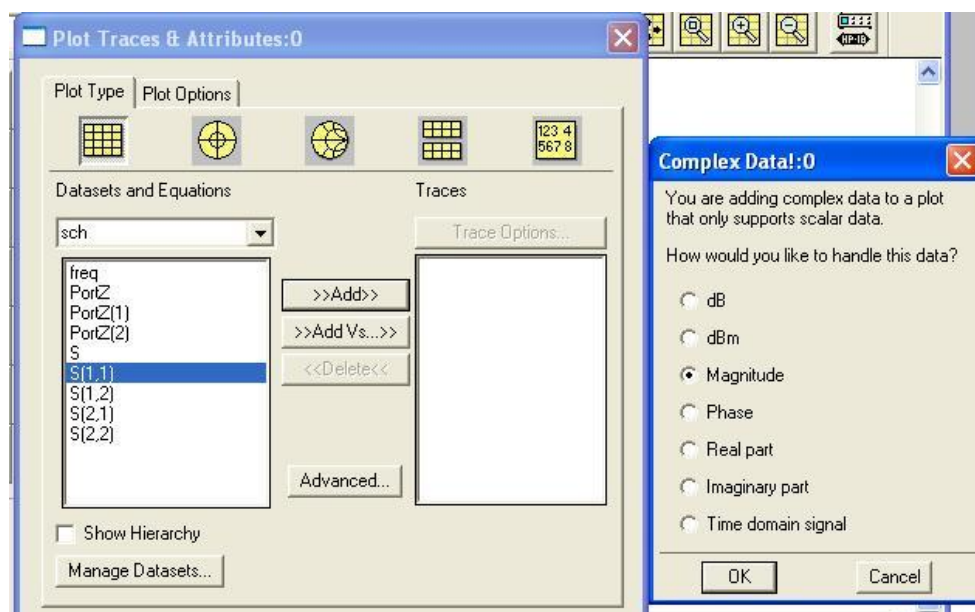 Plot Traces & Attributes:0
Plot Type
Plot Options
123 4
567 8
Datasets and Equations
Traces
sch
Trace Options...
freq
PortZ
PortZ(1)
PortZ(2)
S
S(1,1)
S(1,2)
S(2,1)
S(2,2)
>>Add>>
>>Add Vs...>>
<<Delete<<
Advanced...
Show Hierarchy
Manage Datasets...
HP-IB
Complex Data!:0
You are adding complex data to a plot
that only supports scalar data.
How would you like to handle this data?
dB
dBm
Magnitude
Phase
Real part
Imaginary part
Time domain signal
OK
Cancel